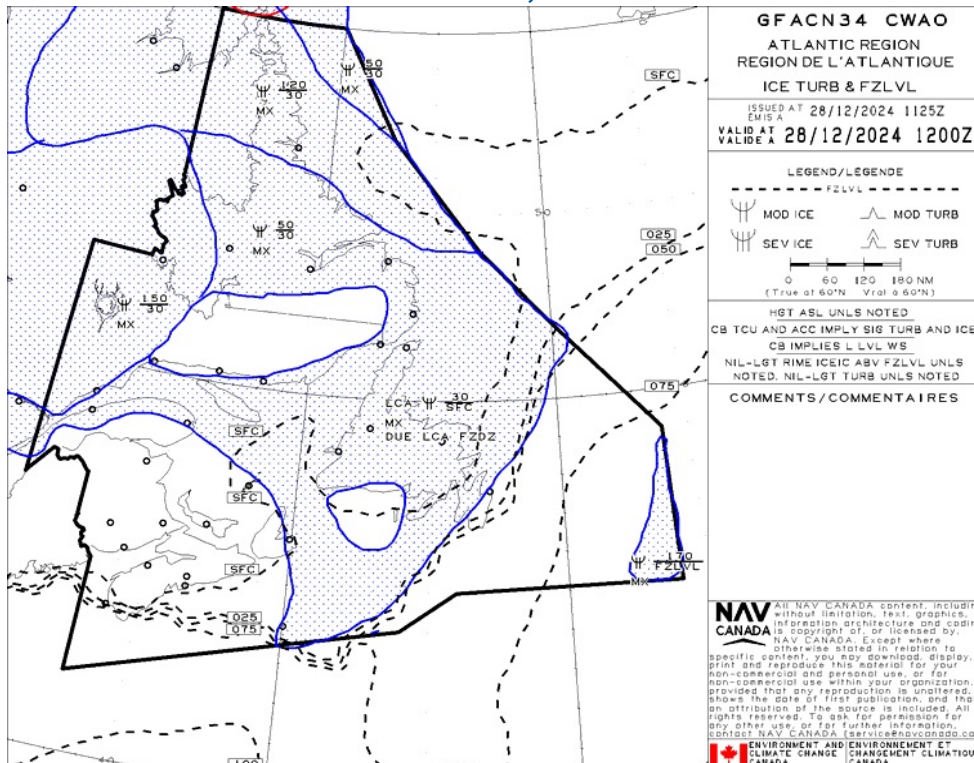 GFACN34 CWAO
ATLANTIC REGION
REGION DE L'ATLANTIQUE
ICE TURB & FZLVL
ISSUED AT 28/12/2024 1125Z
EMIS A
VALID AT 28/12/2024 1200Z
VALIDE A
LEGEND/LÉGENDE
FZLVL
MOD ICE
MOD TURB
SEV ICE
SEV TURB
0 60 120 180 NM
(True at 60°N Vrai a 60°N)
HGT ASL UNLS NOTED
CB TCU AND ACC IMPLY SIG TURB AND ICE
CB IMPLIES L LVL WS
NIL-LGT RIME ICEIC ABV FZLVL UNLS
NOTED. NIL-LGT TURB UNLS NOTED
COMMENTS/COMMENTAIRES
50
30
MX
120
30
MX
SFC
50
50
30
MX
025
050
150
30
MX
075
LCA
30
SFC
MX
DUE LCA FZDZ
SFC
SFC
SFC
170
FZLVL
MX
025
075
100
NAV
CANADA
All NAV CANADA content, includin
without limitation, text, graphics,
information architecture and codin
is copyright of, or licensed by,
NAV CANADA. Except where
otherwise stated in relation to
specific content, you may download, display,
print and reproduce this material for your
non-commercial and personal use, or for
non-commercial use within your organization,
provided that any reproduction is unaltered,
shows the date of first publication, and tha
an attribution of the source is included. All
rights reserved. To ask for permission for
any other use, or for further information,
contact NAV CANADA (service@navcanada.ca
ENVIRONMENT AND
CLIMATE CHANGE
CANADA
ENVIRONNEMENT ET
CHANGEMENT CLIMATIQU
CANADA